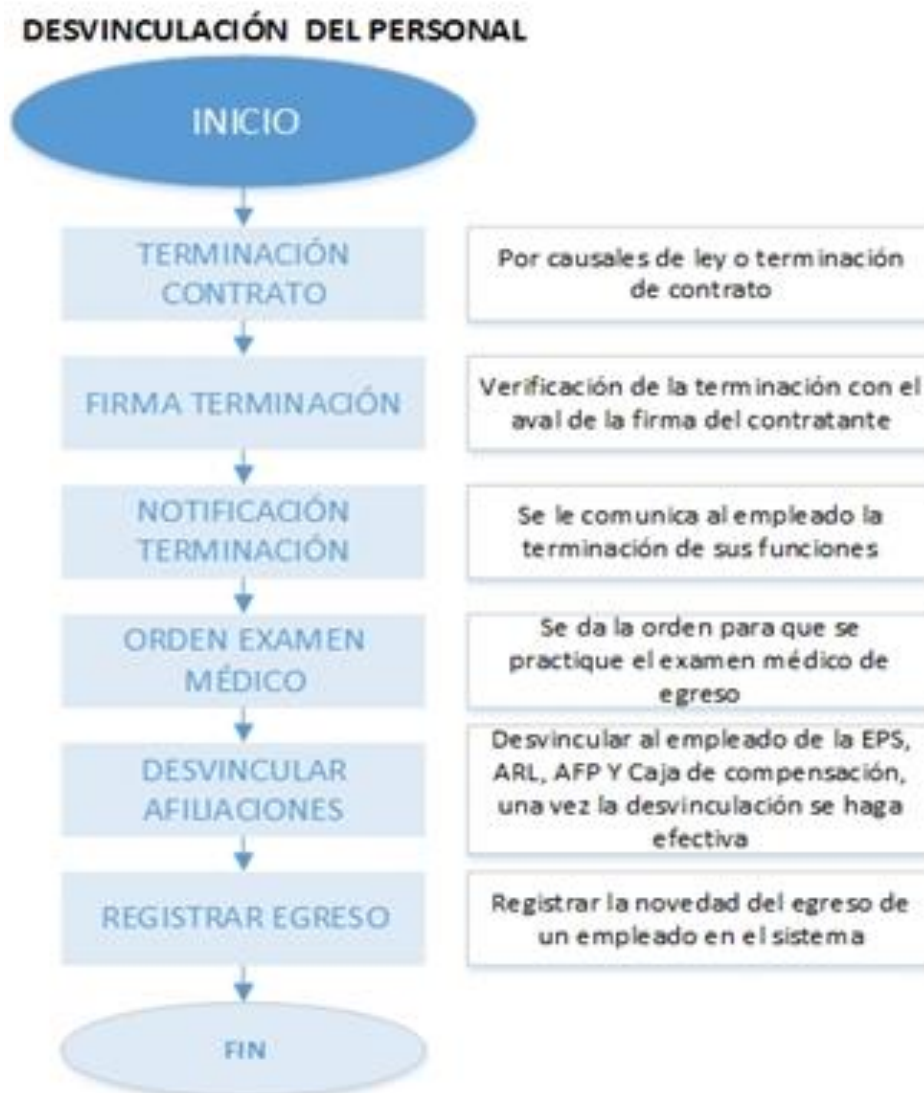 DESVINCULACIÓN DEL PERSONAL
INICIO
TERMINACIÓN
CONTRATO
Por causales de ley o terminación
de contrato
FIRMA TERMINACIÓN
Verificación de la terminación con el
aval de la firma del contratante
NOTIFICACIÓN
TERMINACIÓN
Se le comunica al empleado la
terminación de sus funciones
ORDEN EXAMEN
MÉDICO
Se da la orden para que se
practique el examen médico de
egreso
DESVINCULAR
AFILIACIONES
Desvincular al empleado de la EPS,
ARL, AFP Y Caja de compensación,
una vez la desvinculación se haga
efectiva
REGISTRAR EGRESO
Registrar la novedad del egreso de
un empleado en el sistema
FIN